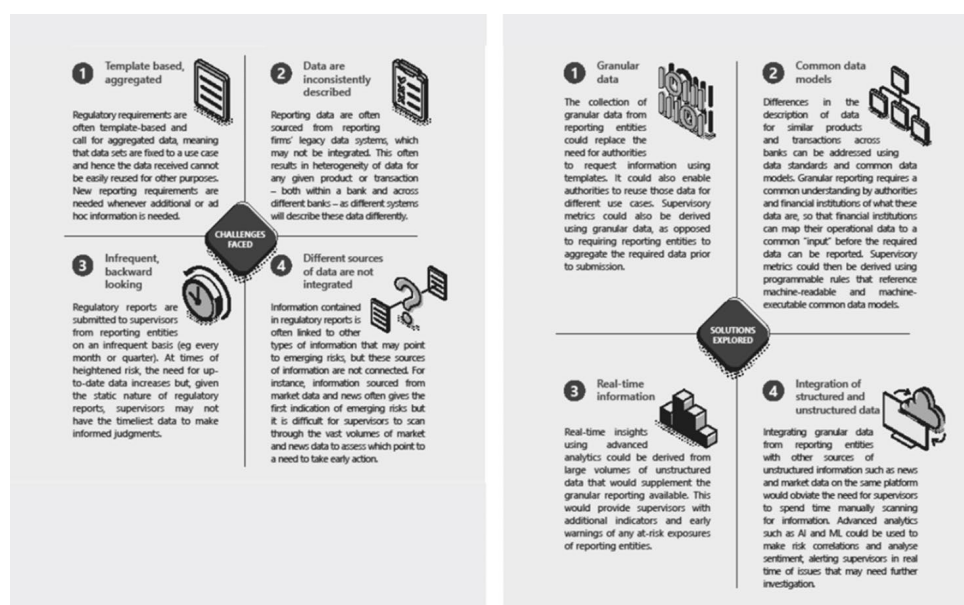 1
Template based,
aggregated
Regulatory requirements are
often template-based and
call for aggregated data, meaning
that data sets are fixed to a use case
and hence the data received cannot
be easily reused for other purposes.
New reporting requirements are
needed whenever additional or ad
hoc information is needed.
2
Data are
inconsistently
described
Reporting data are often
sourced from reporting
firms' legacy data systems, which
may not be integrated. This often
results in heterogeneity of data for
any given product or transaction
– both within a bank and across
different banks – as different systems
will describe these data differently.
CHALLENGES
FACED
3
Infrequent,
backward
looking
Regulatory reports are
submitted to supervisors
from reporting entities
on an infrequent basis (eg every
month or quarter). At times of
heightened risk, the need for up-
to-date data increases but, given
the static nature of regulatory
reports, supervisors may not
have the timeliest data to make
informed judgments.
4
Different sources
of data are not
integrated
Information contained
in regulatory reports is
often linked to other
types of information that may point
to emerging risks, but these sources
of information are not connected. For
instance, information sourced from
market data and news often gives the
first indication of emerging risks but
it is difficult for supervisors to scan
through the vast volumes of market
and news data to assess which point to
a need to take early action.
1
Granular
data
The collection of
granular data from
reporting entities
could replace the
need for authorities
to request information using
templates. It could also enable
authorities to reuse those data for
different use cases. Supervisory
metrics could also be derived
using granular data, as opposed
to requiring reporting entities to
aggregate the required data prior
to submission.
2
Common data
models
Differences in the
description of data
for similar products
and transactions across
banks can be addressed using
data standards and common data
models. Granular reporting requires a
common understanding by authorities
and financial institutions of what these
data are, so that financial institutions
can map their operational data to a
common "input" before the required
data can be reported. Supervisory
metrics could then be derived using
programmable rules that reference
machine-readable and machine-
executable common data models.
SOLUTIONS
EXPLORED
3
Real-time
information
Real-time insights
using advanced
analytics could be derived from
large volumes of unstructured
data that would supplement the
granular reporting available. This
would provide supervisors with
additional indicators and early
warnings of any at-risk exposures
of reporting entities.
4
Integration of
structured and
unstructured data
Integrating granular data
from reporting entities
with other sources of
unstructured information such as news
and market data on the same platform
would obviate the need for supervisors
to spend time manually scanning
for information. Advanced analytics
such as AI and ML could be used to
make risk correlations and analyse
sentiment, alerting supervisors in real
time of issues that may need further
investigation.